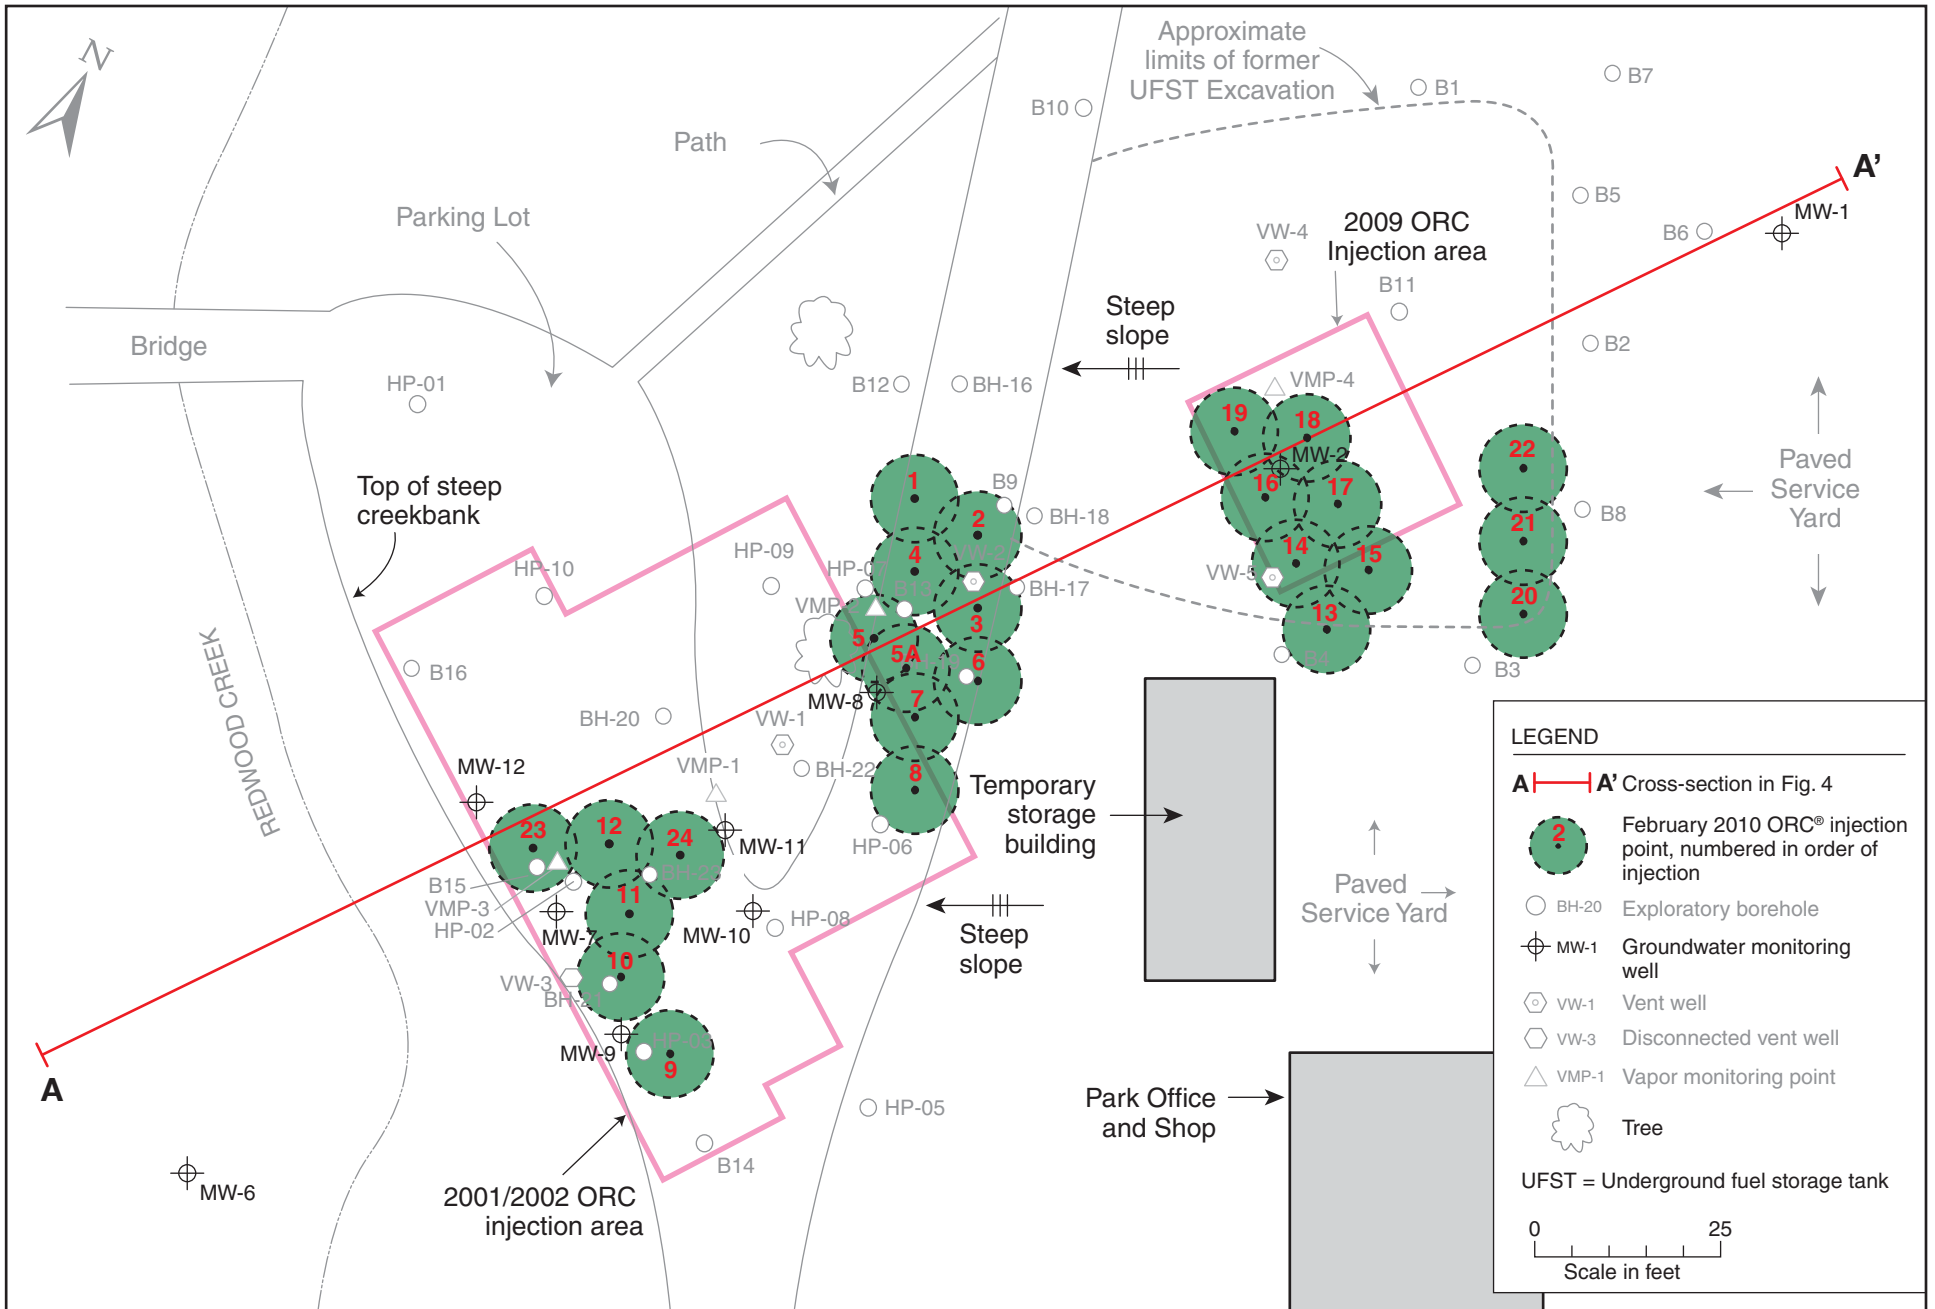 N
Approximate
limits of former
UFST Excavation
B7
B1
B10
Path
A'
MW-1
B5
B6
Parking Lot
VW-4
2009 ORC
Injection area
B11
Steep
slope
Bridge
B2
HP-01
B12
BH-16
VMP-4
19
18
MW-2
16
17
22
Paved
Service
Yard
Top of steep
creekbank
1
B9
2
BH-18
B8
21
HP-09
4
VW-2
14
15
HP-10
VW-5
BH-17
B13
20
13
3
5
5A
6
B4
B3
REDWOOD CREEK
B16
MW-8
7
BH-20
VW-1
LEGEND
MW-12
VMP-1
BH-22
8
Temporary
storage
building
A A' Cross-section in Fig. 4
2 February 2010 ORC® injection
point, numbered in order of
injection
23
12
24
MW-11
HP-06
B15
VMP-3
HP-02
11
MW-7
MW-10
HP-08
Paved
Service Yard
BH-20 Exploratory borehole
Steep
slope
MW-1 Groundwater monitoring
well
10
VW-3
BH-21
VW-1 Vent well
VW-3 Disconnected vent well
MW-9
9
A
VMP-1 Vapor monitoring point
Park Office
and Shop
HP-05
Tree
B14
MW-6
2001/2002 ORC
injection area
UFST = Underground fuel storage tank
0 25
Scale in feet